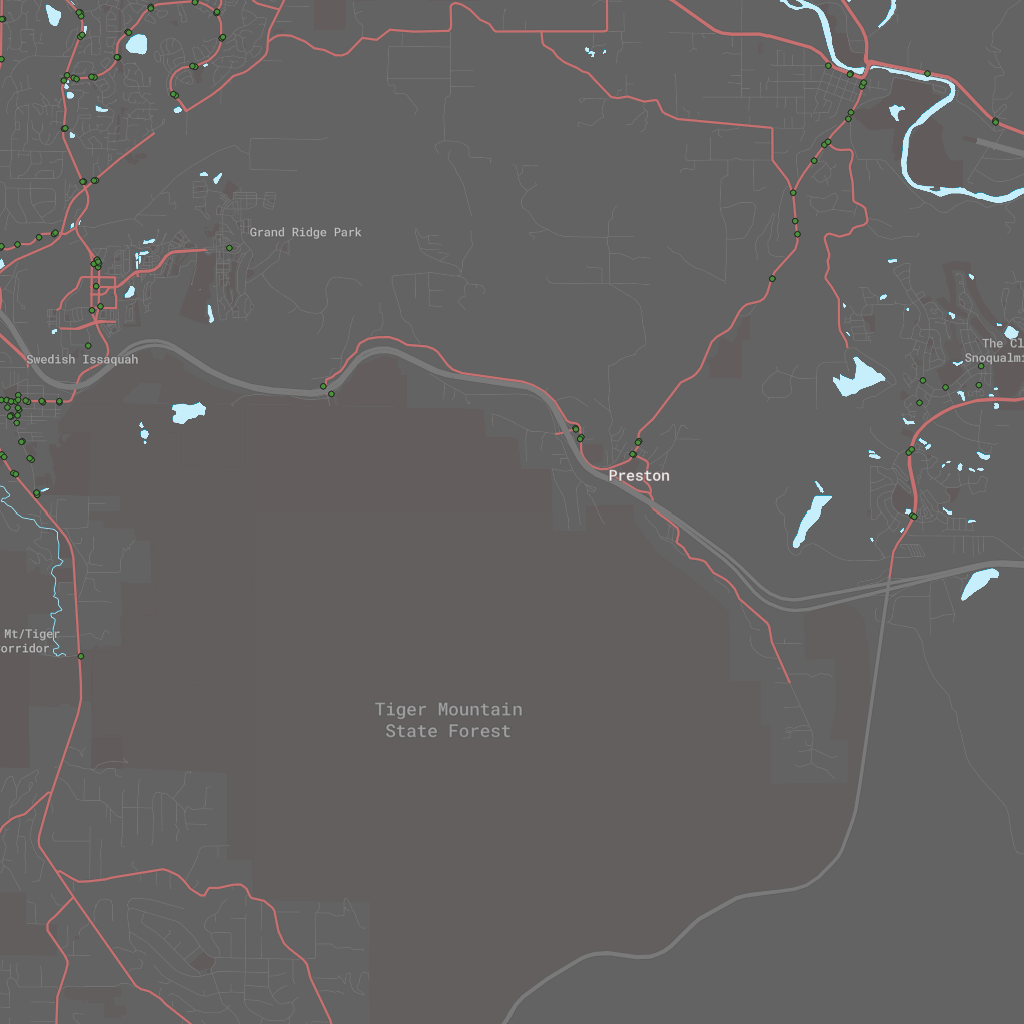 Grand Ridge Park
The Cl
Snoqualmi
Swedish Issaquah
Preston
Mt/Tiger
orridor
Tiger Mountain
State Forest